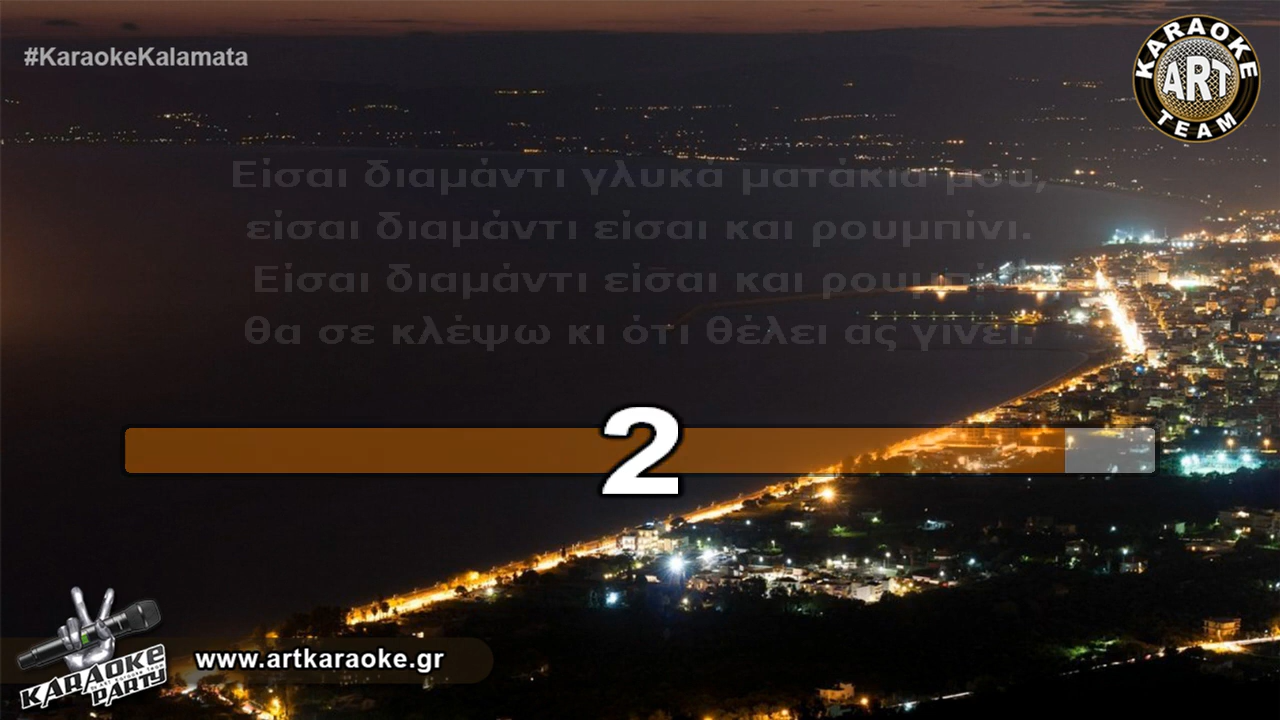 #KaraokeKalamata
KARAOKE
ART
TEAM
Είσαι διαμάντι γλυκά ματάκια μου,
είσαι διαμάντι είσαι και ρουμπίνι.
Είσαι διαμάντι είσαι και ρουμπίνι,
θα σε κλέψω κι ότι θέλει ας γίνει.
2
KARAOKE
PARTY
www.artkaraoke.gr